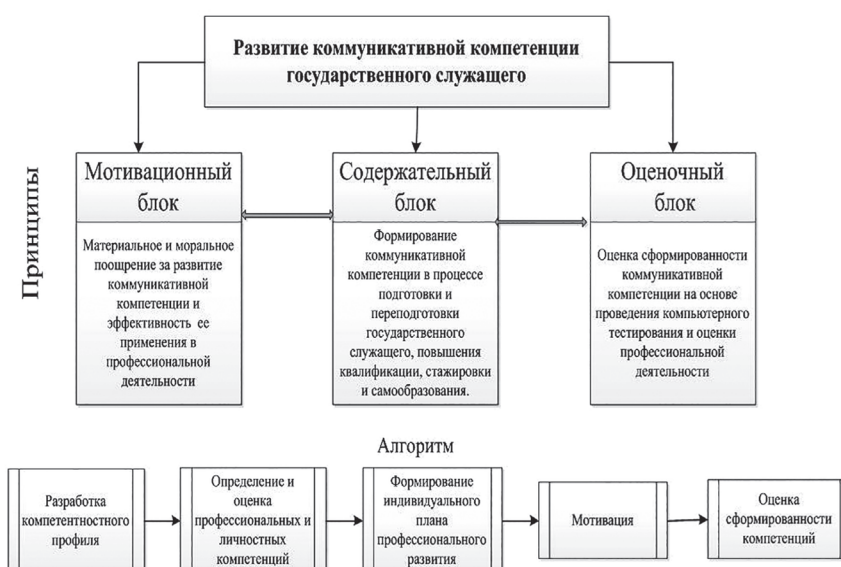 Развитие коммуникативной компетенции
государственного служащего
Принципы
Мотивационный
блок
Материальное и моральное
поощрение за развитие
коммуникативной
компетенции и
эффективность ее
применения в
профессиональной
деятельности
Содержательный
блок
Формирование
коммуникативной
компетенции в процессе
подготовки и
переподготовки
государственного
служащего, повышения
квалификации, стажировки
и самообразования.
Оценочный
блок
Оценка сформированности
коммуникативной
компетенции на основе
проведения компьютерного
тестирования и оценки
профессиональной
деятельности
Алгоритм
Разработка
компетентностного
профиля
Определение и
оценка
профессиональных и
личностных
компетенций
Формирование
индивидуального
плана
профессионального
развития
Мотивация
Оценка
сформированности
компетенций